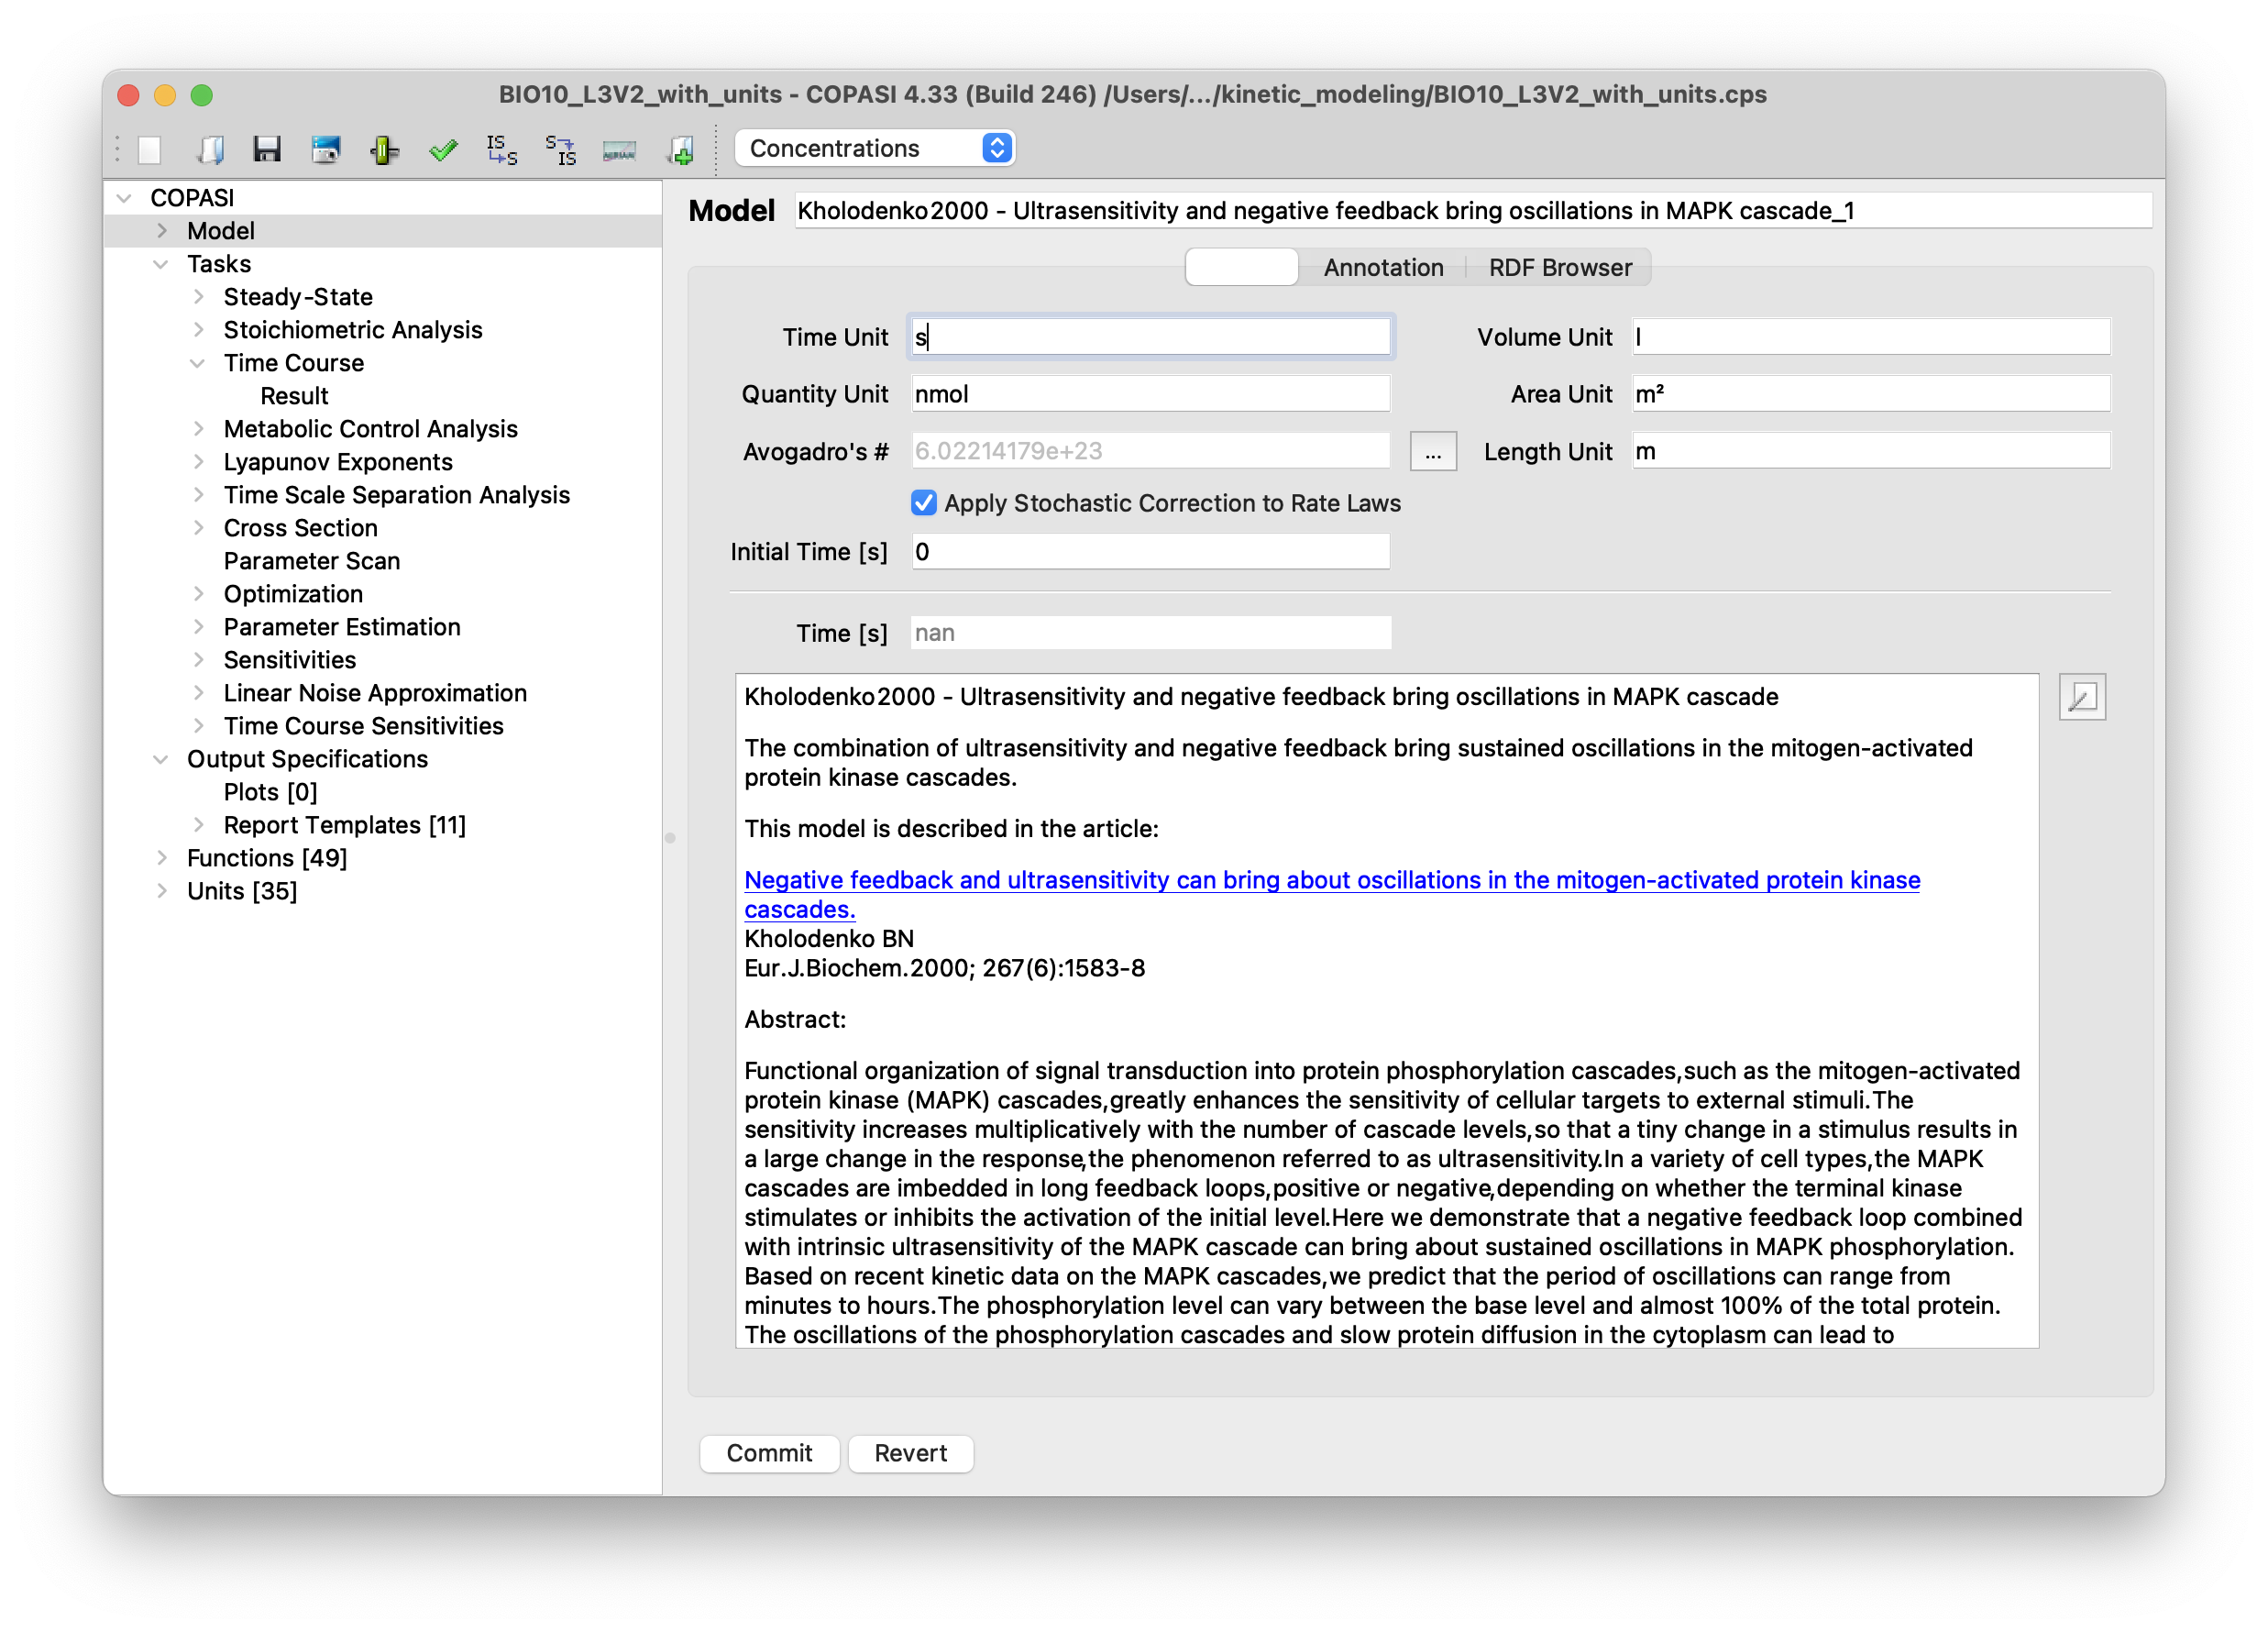 BIO10_L3V2_with_units - COPASI 4.33 (Build 246) /Users/.../kinetic_modeling/BIO10_L3V2_with_units.cps
IS S
S IS
Concentrations
COPASI
Model
Tasks
Steady-State
Stoichiometric Analysis
Time Course
Result
Metabolic Control Analysis
Lyapunov Exponents
Time Scale Separation Analysis
Cross Section
Parameter Scan
Optimization
Parameter Estimation
Sensitivities
Linear Noise Approximation
Time Course Sensitivities
Output Specifications
Plots [0]
Report Templates [11]
Functions [49]
Units [35]
Model Kholodenko2000 - Ultrasensitivity and negative feedback bring oscillations in MAPK cascade_1
Annotation RDF Browser
Time Unit s Volume Unit l
Quantity Unit nmol Area Unit m²
Avogadro's # 6.02214179e+23 ... Length Unit m
Apply Stochastic Correction to Rate Laws
Initial Time [s] 0
Time [s] nan
Kholodenko2000 - Ultrasensitivity and negative feedback bring oscillations in MAPK cascade
The combination of ultrasensitivity and negative feedback bring sustained oscillations in the mitogen-activated
protein kinase cascades.
This model is described in the article:
Negative feedback and ultrasensitivity can bring about oscillations in the mitogen-activated protein kinase
cascades.
Kholodenko BN
Eur.J.Biochem.2000; 267(6):1583-8
Abstract:
Functional organization of signal transduction into protein phosphorylation cascades,such as the mitogen-activated
protein kinase (MAPK) cascades,greatly enhances the sensitivity of cellular targets to external stimuli.The
sensitivity increases multiplicatively with the number of cascade levels,so that a tiny change in a stimulus results in
a large change in the response,the phenomenon referred to as ultrasensitivity.In a variety of cell types,the MAPK
cascades are imbedded in long feedback loops,positive or negative,depending on whether the terminal kinase
stimulates or inhibits the activation of the initial level.Here we demonstrate that a negative feedback loop combined
with intrinsic ultrasensitivity of the MAPK cascade can bring about sustained oscillations in MAPK phosphorylation.
Based on recent kinetic data on the MAPK cascades,we predict that the period of oscillations can range from
minutes to hours.The phosphorylation level can vary between the base level and almost 100% of the total protein.
The oscillations of the phosphorylation cascades and slow protein diffusion in the cytoplasm can lead to
Commit Revert